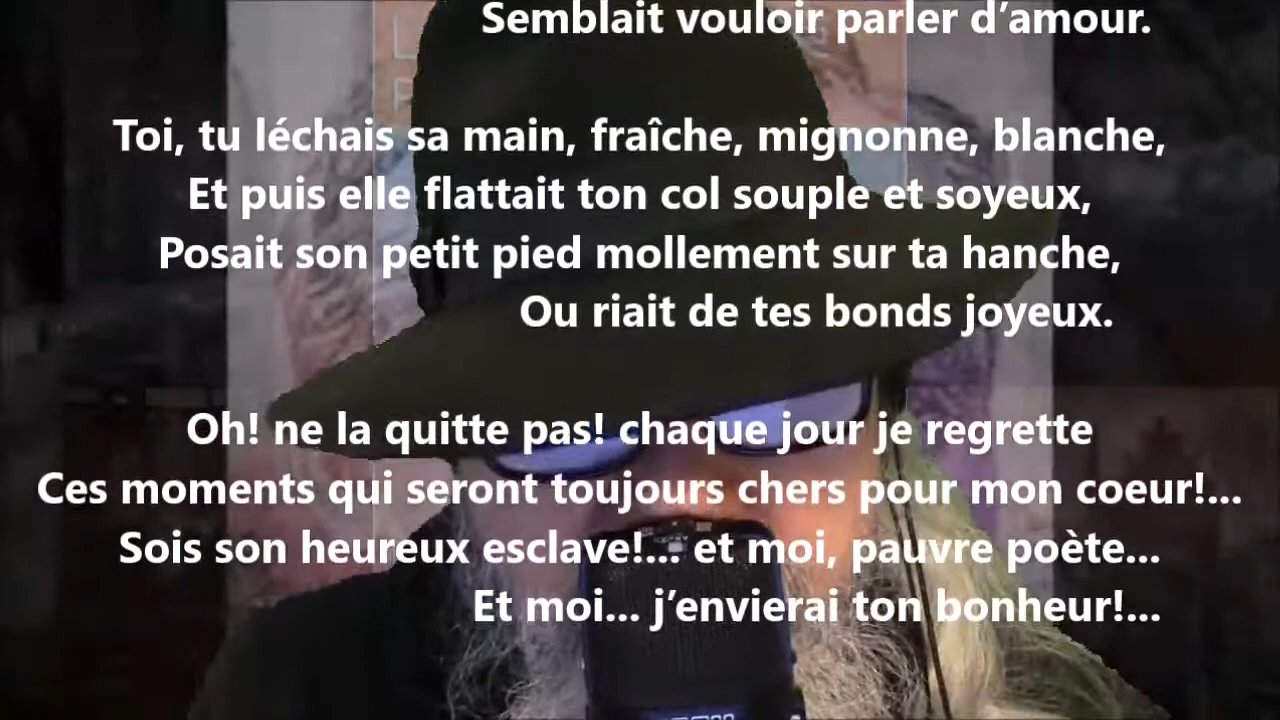 Semblait vouloir parler d’amour.
Toi, tu léchais sa main, fraîche, mignonne, blanche,
Et puis elle flattait ton col souple et soyeux,
Posait son petit pied mollement sur ta hanche,
Ou riait de tes bonds joyeux.
Oh! ne la quitte pas! chaque jour je regrette
Ces moments qui seront toujours chers pour mon coeur!...
Sois son heureux esclave!... et moi, pauvre poète...
Et moi... j’envierai ton bonheur!...